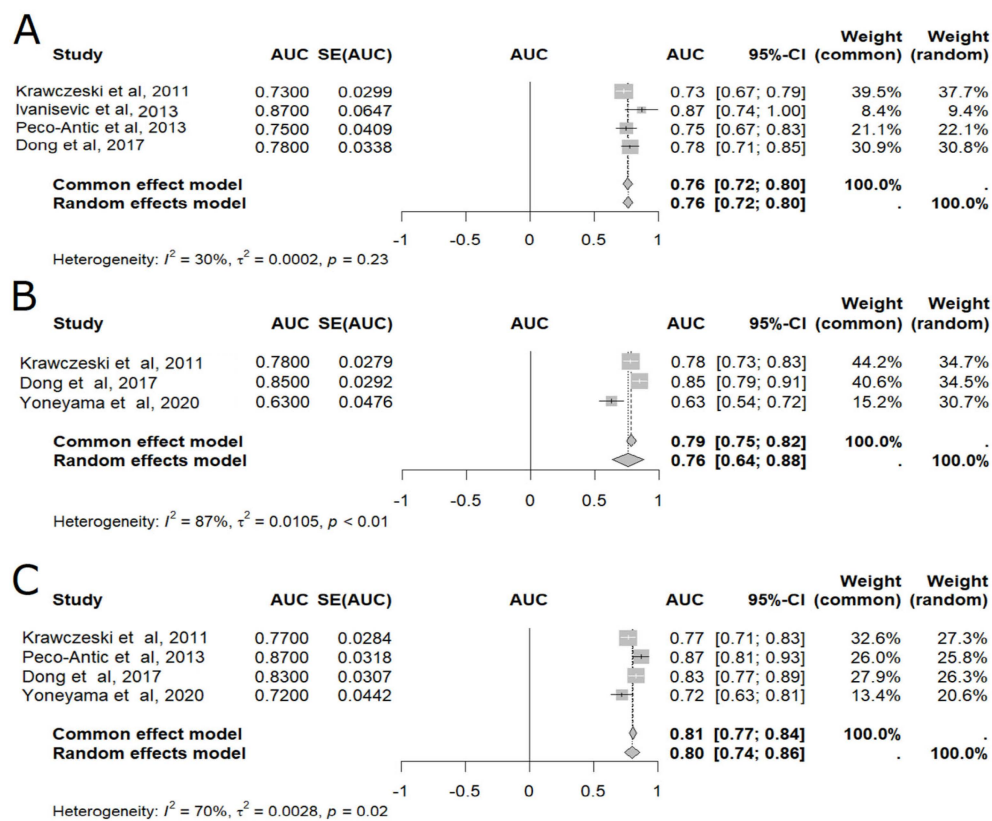 A
Weight Weight
Study AUC SE(AUC) AUC AUC 95%-CI (common) (random)
Krawczeski et al, 2011 0.7300 0.0299 0.73 [0.67; 0.79] 39.5% 37.7%
Ivanisevic et al, 2013 0.8700 0.0647 0.87 [0.74; 1.00] 8.4% 9.4%
Peco-Antic et al, 2013 0.7500 0.0409 0.75 [0.67; 0.83] 21.1% 22.1%
Dong et al, 2017 0.7800 0.0338 0.78 [0.71; 0.85] 30.9% 30.8%
Common effect model 0.76 [0.72; 0.80] 100.0% .
Random effects model 0.76 [0.72; 0.80] . 100.0%
-1 -0.5 0 0.5 1
Heterogeneity: I² = 30%, τ² = 0.0002, p = 0.23
B
Weight Weight
Study AUC SE(AUC) AUC AUC 95%-CI (common) (random)
Krawczeski et al, 2011 0.7800 0.0279 0.78 [0.73; 0.83] 44.2% 34.7%
Dong et al, 2017 0.8500 0.0292 0.85 [0.79; 0.91] 40.6% 34.5%
Yoneyama et al, 2020 0.6300 0.0476 0.63 [0.54; 0.72] 15.2% 30.7%
Common effect model 0.79 [0.75; 0.82] 100.0% .
Random effects model 0.76 [0.64; 0.88] . 100.0%
-1 -0.5 0 0.5 1
Heterogeneity: I² = 87%, τ² = 0.0105, p < 0.01
C
Weight Weight
Study AUC SE(AUC) AUC AUC 95%-CI (common) (random)
Krawczeski et al, 2011 0.7700 0.0284 0.77 [0.71; 0.83] 32.6% 27.3%
Peco-Antic et al, 2013 0.8700 0.0318 0.87 [0.81; 0.93] 26.0% 25.8%
Dong et al, 2017 0.8300 0.0307 0.83 [0.77; 0.89] 27.9% 26.3%
Yoneyama et al, 2020 0.7200 0.0442 0.72 [0.63; 0.81] 13.4% 20.6%
Common effect model 0.81 [0.77; 0.84] 100.0% .
Random effects model 0.80 [0.74; 0.86] . 100.0%
-1 -0.5 0 0.5 1
Heterogeneity: I² = 70%, τ² = 0.0028, p = 0.02